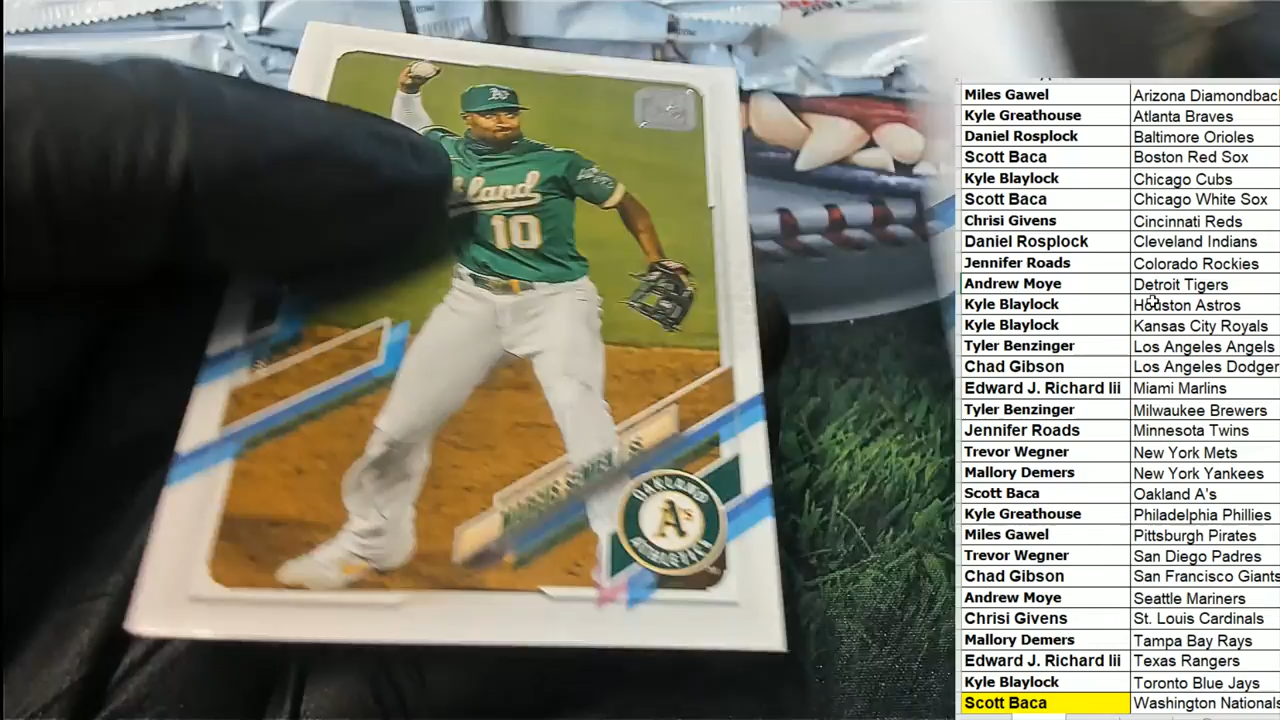 land
10
OAKLAND
A's
ATHLETICS
Miles Gawel Arizona Diamondbac
Kyle Greathouse Atlanta Braves
Daniel Rosplock Baltimore Orioles
Scott Baca Boston Red Sox
Kyle Blaylock Chicago Cubs
Scott Baca Chicago White Sox
Chrisi Givens Cincinnati Reds
Daniel Rosplock Cleveland Indians
Jennifer Roads Colorado Rockies
Andrew Moye Detroit Tigers
Kyle Blaylock Houston Astros
Kyle Blaylock Kansas City Royals
Tyler Benzinger Los Angeles Angels
Chad Gibson Los Angeles Dodger
Edward J. Richard Iii Miami Marlins
Tyler Benzinger Milwaukee Brewers
Jennifer Roads Minnesota Twins
Trevor Wegner New York Mets
Mallory Demers New York Yankees
Scott Baca Oakland A's
Kyle Greathouse Philadelphia Phillies
Miles Gawel Pittsburgh Pirates
Trevor Wegner San Diego Padres
Chad Gibson San Francisco Giants
Andrew Moye Seattle Mariners
Chrisi Givens St. Louis Cardinals
Mallory Demers Tampa Bay Rays
Edward J. Richard Iii Texas Rangers
Kyle Blaylock Toronto Blue Jays
Scott Baca Washington Nationals